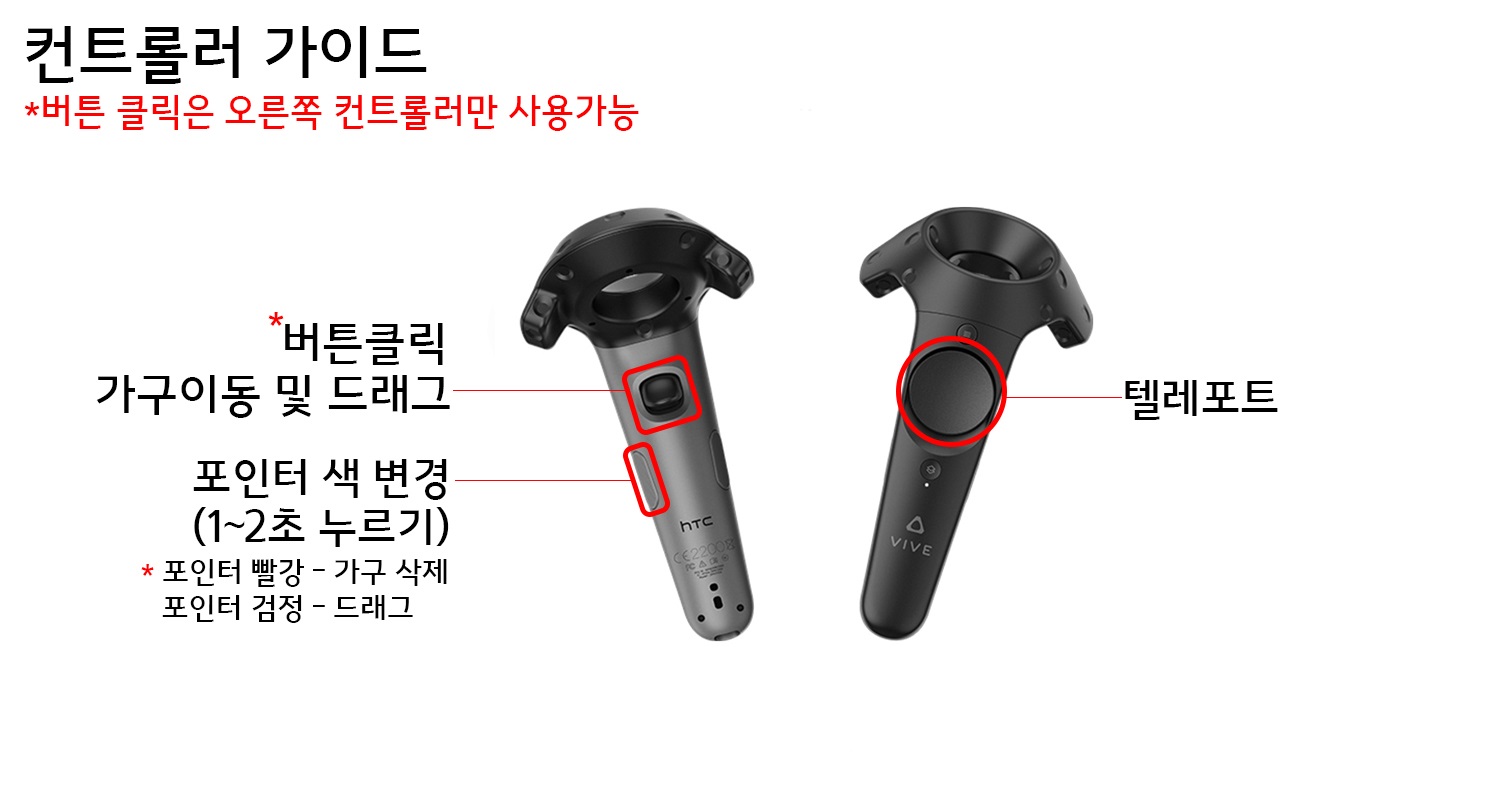 컨트롤러 가이드
*버튼 클릭은 오른쪽 컨트롤러만 사용가능
*버튼클릭
가구이동 및 드래그
포인터 색 변경
(1~2초 누르기)
* 포인터 빨강 - 가구 삭제
포인터 검정 - 드래그
텔레포트
hTC
CE2200
FC
VIVE